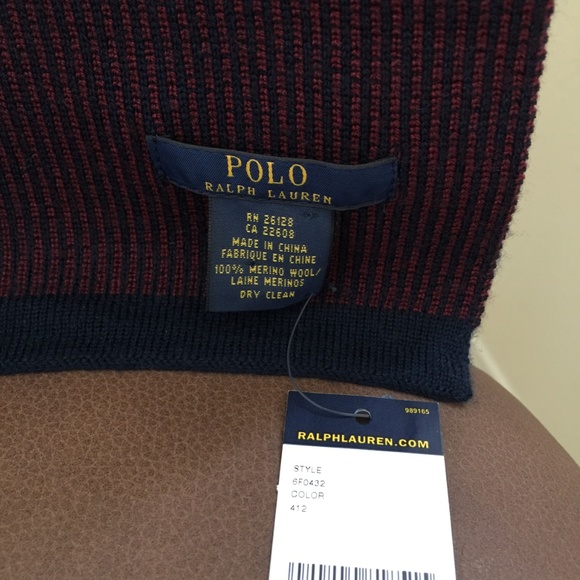 POLO
RALPH LAUREN
RN 26128
CA 22608
MADE IN CHINA
FABRIQUE EN CHINE
100% MERINO WOOL/
LAINE MERINOS
DRY CLEAN
989165
RALPHLAUREN.COM
STYLE
6F0432
COLOR
412